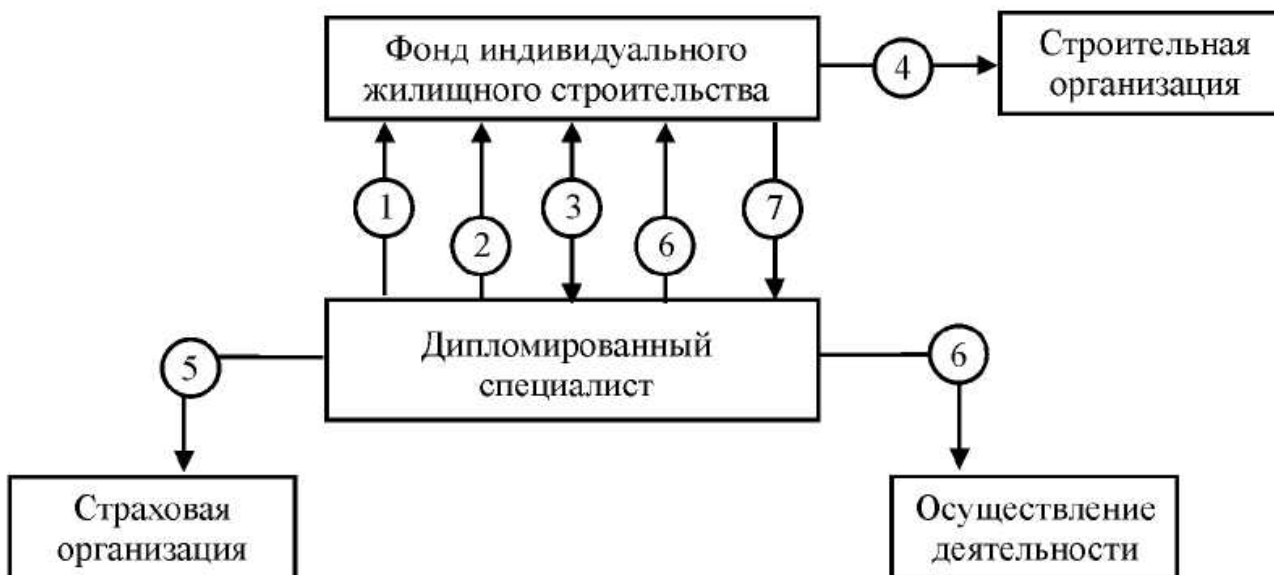 Фонд индивидуального
жилищного строительства
4
Строительная
организация
1
2
3
6
7
Дипломированный
специалист
5
6
Страховая
организация
Осуществление
деятельности